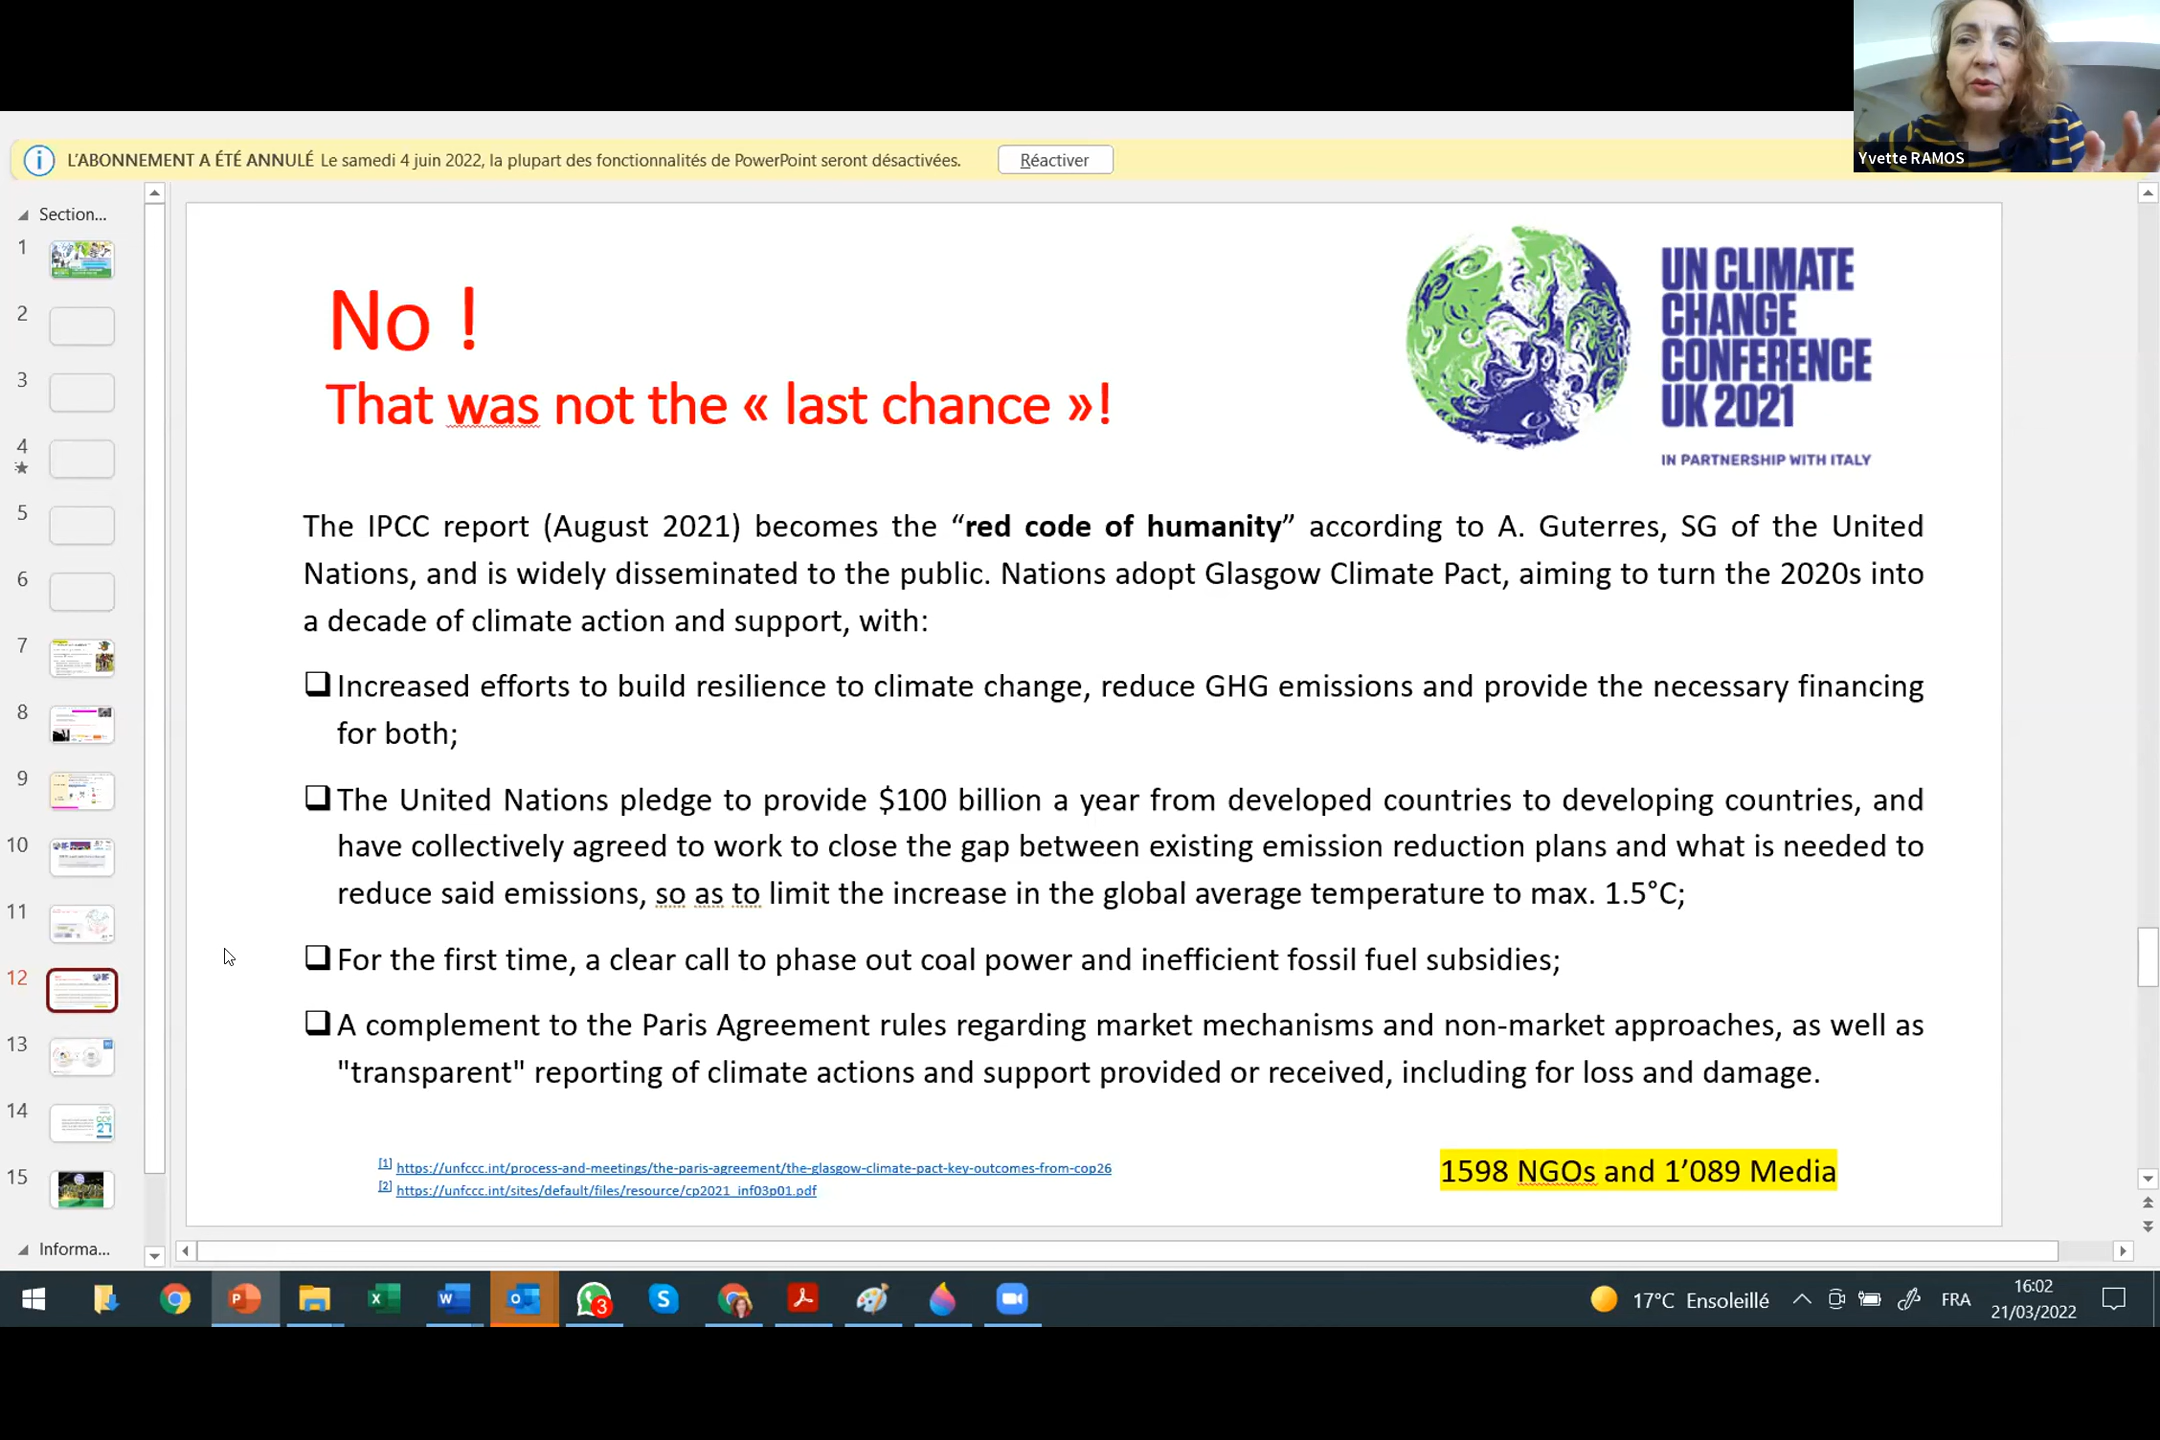 Yvette RAMOS
L'ABONNEMENT A ÉTÉ ANNULÉ Le samedi 4 juin 2022, la plupart des fonctionnalités de PowerPoint seront désactivées. Réactiver
Section...
1
2
3
4
5
6
7
8
9
10
11
12
13
14
15
Informa...
No !
That was not the « last chance »!
UN CLIMATE
CHANGE
CONFERENCE
UK 2021
IN PARTNERSHIP WITH ITALY
The IPCC report (August 2021) becomes the “red code of humanity” according to A. Guterres, SG of the United
Nations, and is widely disseminated to the public. Nations adopt Glasgow Climate Pact, aiming to turn the 2020s into
a decade of climate action and support, with:
Increased efforts to build resilience to climate change, reduce GHG emissions and provide the necessary financing
for both;
The United Nations pledge to provide $100 billion a year from developed countries to developing countries, and
have collectively agreed to work to close the gap between existing emission reduction plans and what is needed to
reduce said emissions, so as to limit the increase in the global average temperature to max. 1.5°C;
For the first time, a clear call to phase out coal power and inefficient fossil fuel subsidies;
A complement to the Paris Agreement rules regarding market mechanisms and non-market approaches, as well as
"transparent" reporting of climate actions and support provided or received, including for loss and damage.
[1] https://unfccc.int/process-and-meetings/the-paris-agreement/the-glasgow-climate-pact-key-outcomes-from-cop26
[2] https://unfccc.int/sites/default/files/resource/cp2021_inf03p01.pdf
1598 NGOs and 1’089 Media
3
17°C Ensoleillé
FRA
16:02
21/03/2022